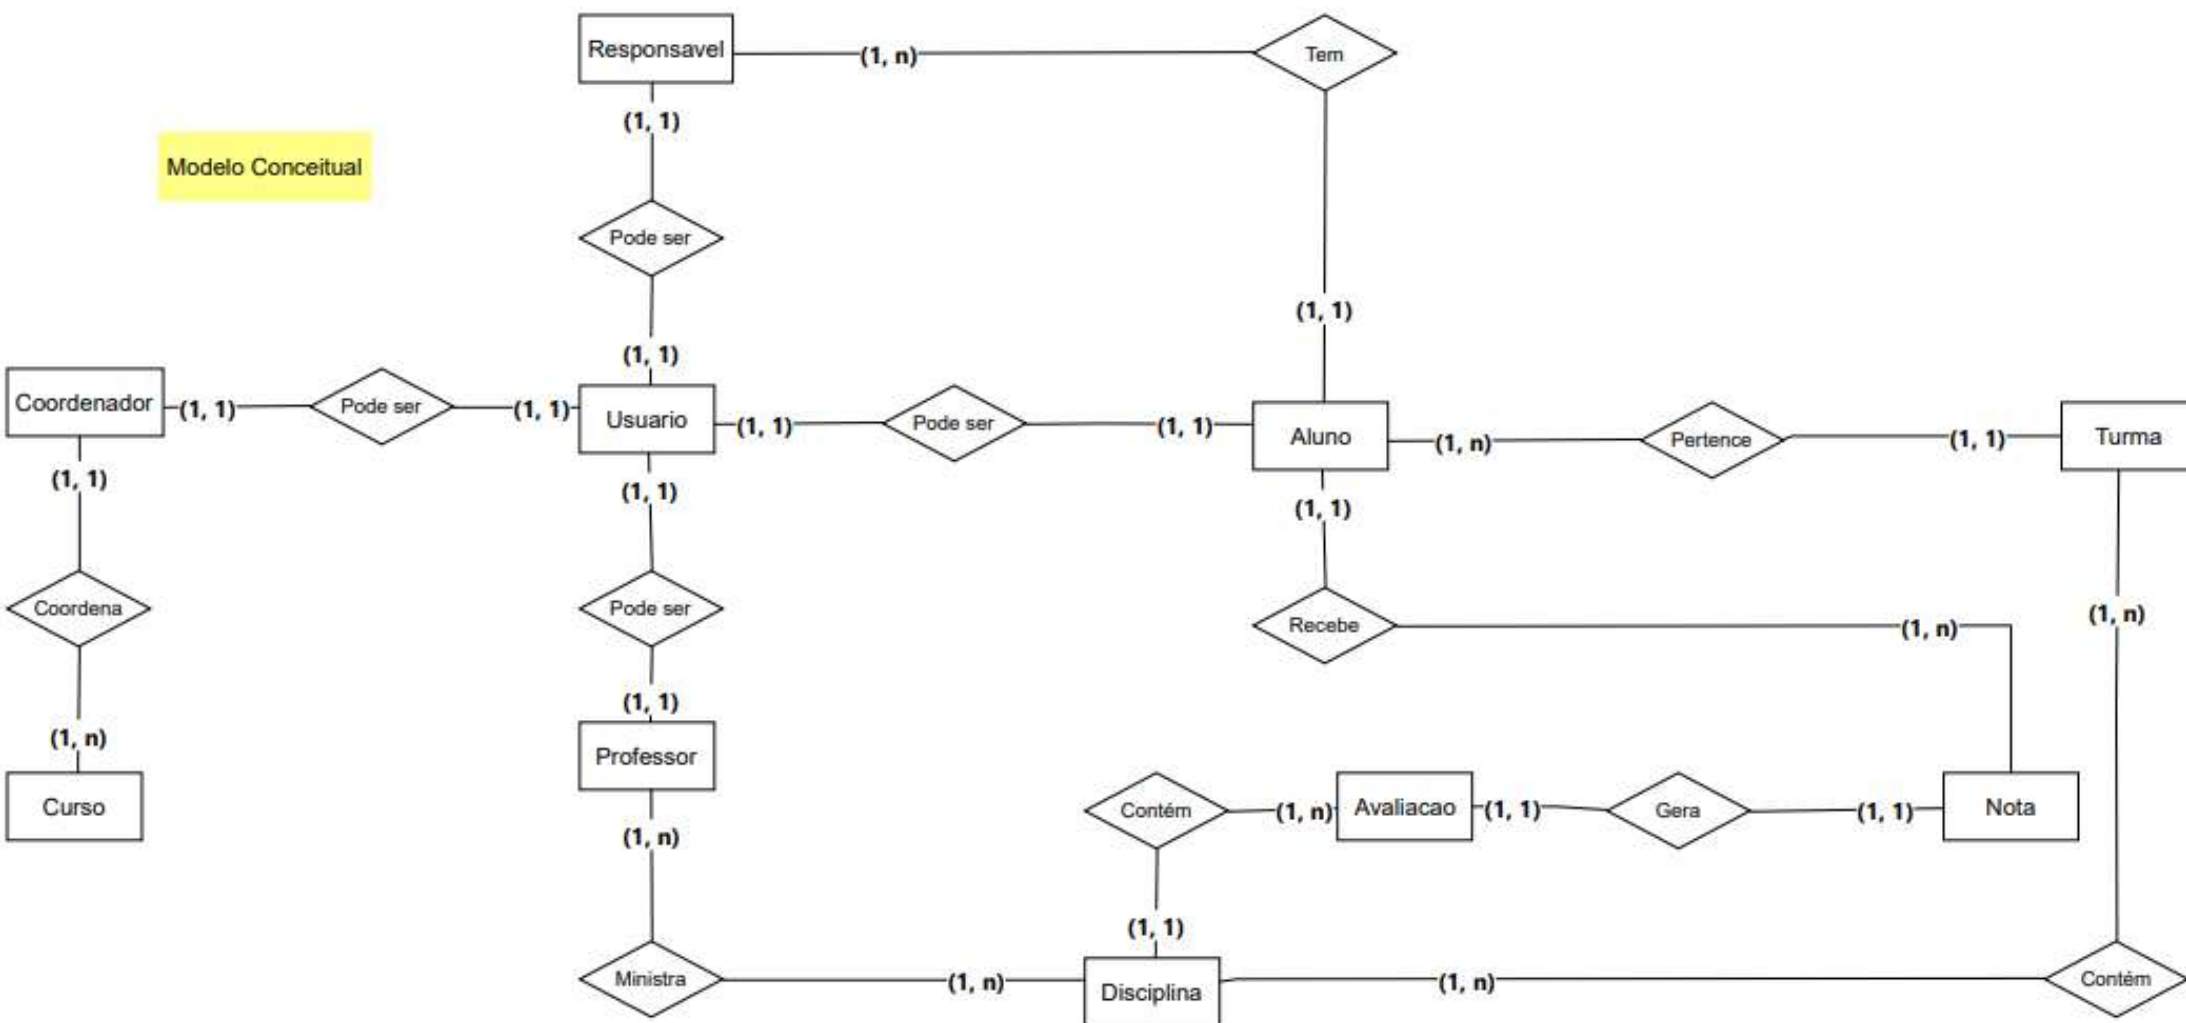 Responsavel
(1, n)
Tem
(1, 1)
Modelo Conceitual
Pode ser
(1, 1)
(1, 1)
Coordenador
(1, 1)
Pode ser
(1, 1)
Usuario
(1, 1)
Pode ser
(1, 1)
Aluno
(1, n)
Pertence
(1, 1)
Turma
(1, 1)
(1, 1)
(1, 1)
Coordena
Pode ser
Recebe
(1, n)
(1, n)
(1, 1)
(1, n)
Professor
Curso
Contém
(1, n)
Avaliacao
(1, 1)
Gera
(1, 1)
Nota
(1, n)
(1, 1)
Ministra
(1, n)
Disciplina
(1, n)
Contém